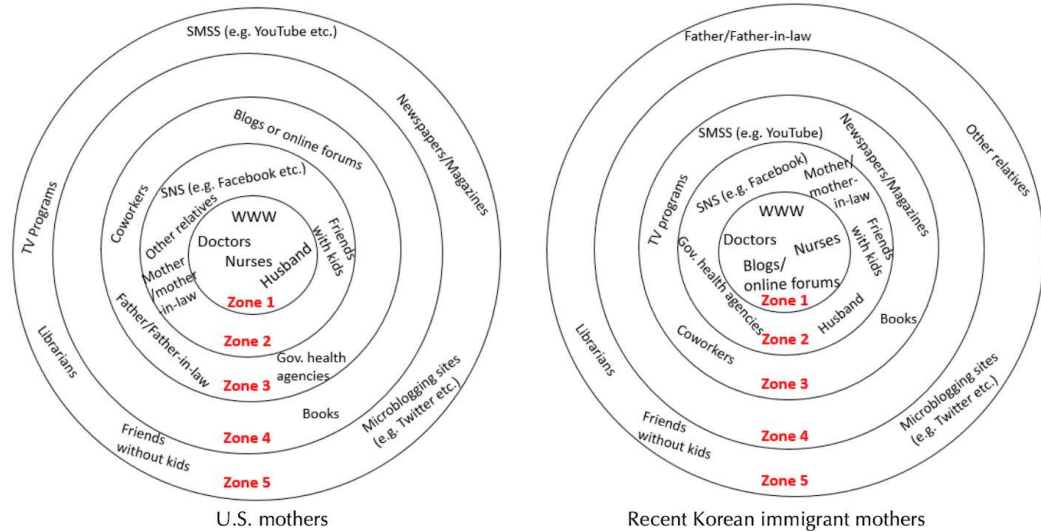 SMSS (e.g. YouTube etc.)
Newspapers/Magazines
Blogs or online forums
TV Programs
Coworkers
SNS (e.g. Facebook etc.)
Other relatives
WWW
Doctors
Nurses
Husband
Friends
with kids
Mother
/mother
-in-law
Zone 1
Father/Father-in-law
Zone 2
Gov. health
agencies
Zone 3
Librarians
Books
Microblogging sites
(e.g. Twitter etc.)
Friends
without kids
Zone 4
Zone 5
U.S. mothers
Father/Father-in-law
Other relatives
SMSS (e.g. YouTube)
Newspapers/Magazines
TV programs
SNS (e.g. Facebook)
Mother/
mother-
in-law
WWW
Doctors
Nurses
Blogs/
online forums
Friends
with kids
Gov. health
agencies
Zone 1
Husband
Books
Coworkers
Zone 2
Zone 3
Librarians
Microblogging sites
(e.g. Twitter etc.)
Friends
without kids
Zone 4
Zone 5
Recent Korean immigrant mothers